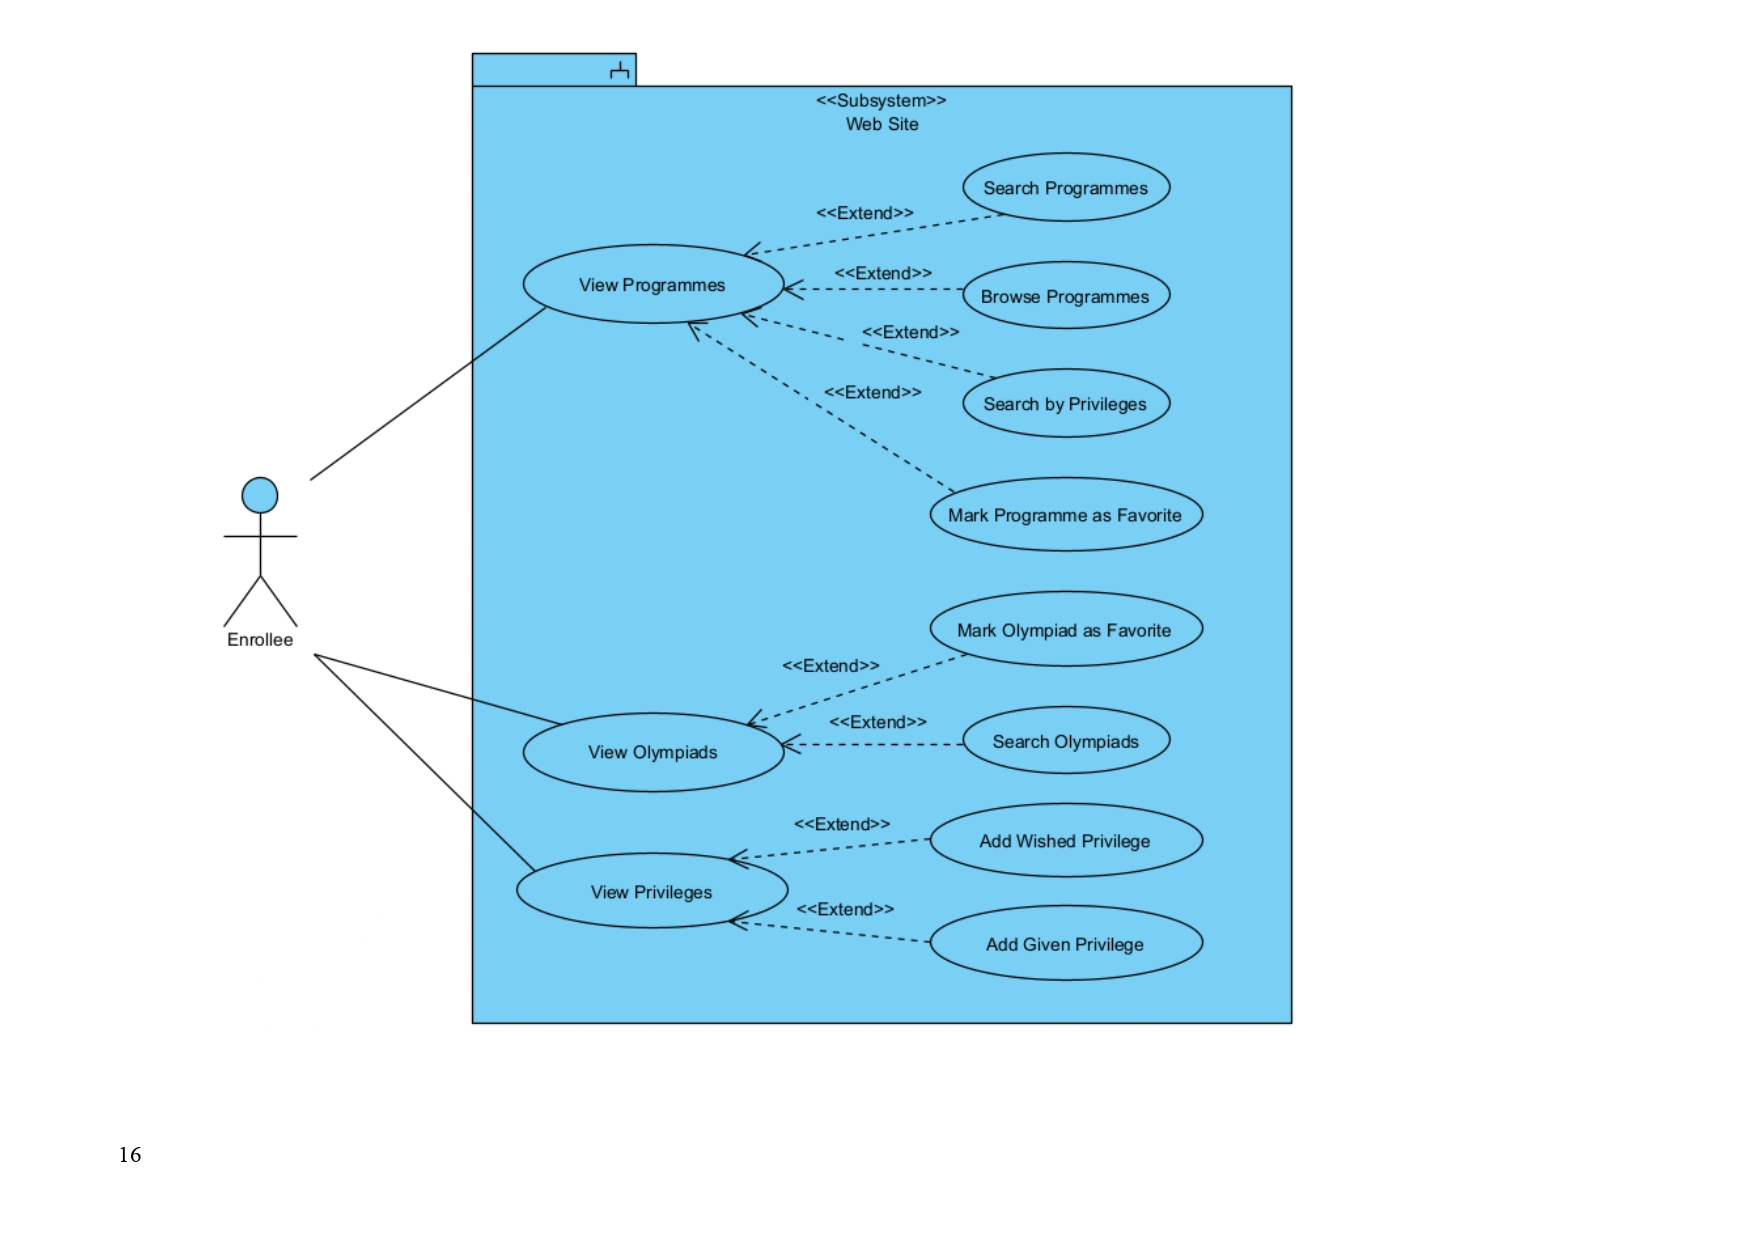 <<Subsystem>>
Web Site
Search Programmes
<<Extend>>
View Programmes
<<Extend>>
Browse Programmes
<<Extend>>
Search by Privileges
<<Extend>>
Mark Programme as Favorite
Enrollee
Mark Olympiad as Favorite
<<Extend>>
View Olympiads
<<Extend>>
Search Olympiads
<<Extend>>
Add Wished Privilege
View Privileges
<<Extend>>
Add Given Privilege
16